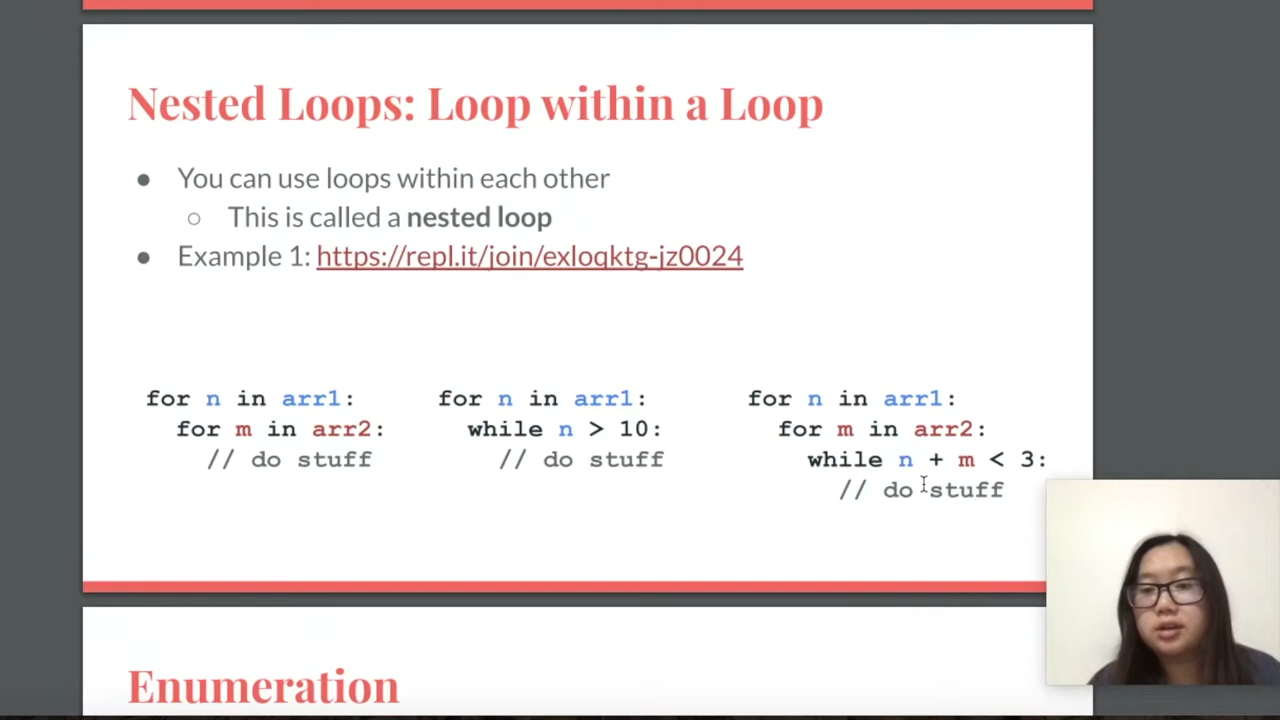 Nested Loops: Loop within a Loop
● You can use loops within each other
○ This is called a nested loop
● Example 1: https://repl.it/join/exloqktg-jz0024
for n in arr1:
for m in arr2:
// do stuff
for n in arr1:
while n > 10:
// do stuff
for n in arr1:
for m in arr2:
while n + m < 3:
// do stuff
Enumeration